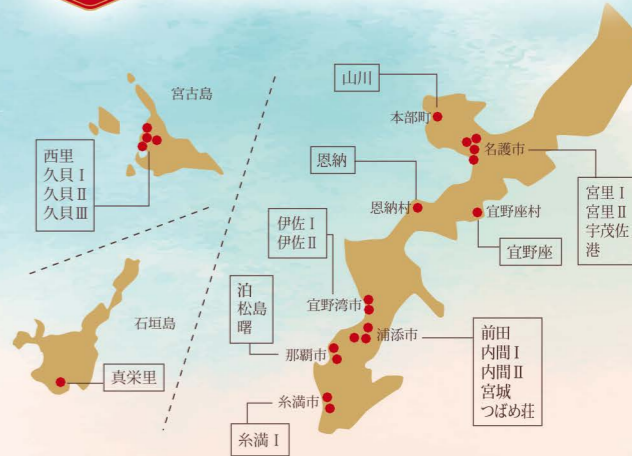 宮古島
西里
久貝Ⅰ
久貝Ⅱ
久貝Ⅲ
石垣島
真栄里
山川
本部町
名護市
宮里Ⅰ
宮里Ⅱ
宇茂佐
港
恩納
恩納村
宜野座村
宜野座
伊佐Ⅰ
伊佐Ⅱ
宜野湾市
泊
松島
曙
那覇市
浦添市
前田
内間Ⅰ
内間Ⅱ
宮城
つばめ荘
糸満市
糸満Ⅰ